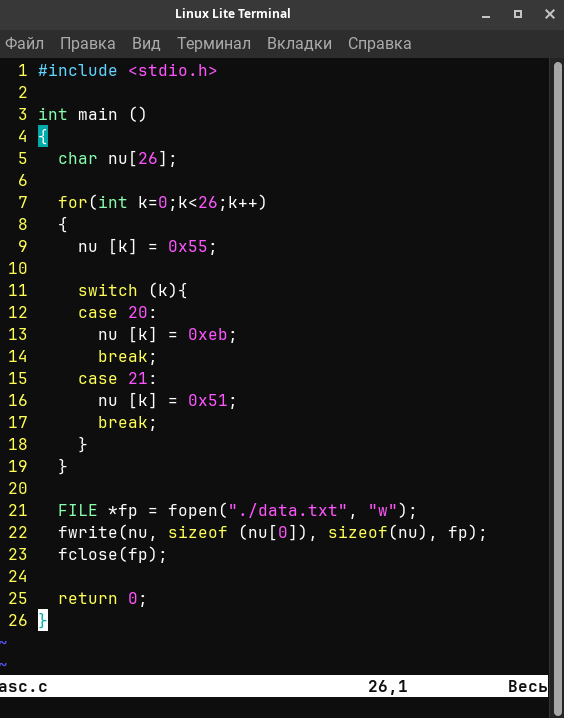 Linux Lite Terminal
Файл Правка Вид Терминал Вкладки Справка
1 #include <stdio.h>
2
3 int main ()
4 {
5   char nu[26];
6
7   for(int k=0;k<26;k++)
8   {
9     nu [k] = 0x55;
10
11     switch (k){
12     case 20:
13       nu [k] = 0xeb;
14       break;
15     case 21:
16       nu [k] = 0x51;
17       break;
18     }
19   }
20
21   FILE *fp = fopen("./data.txt", "w");
22   fwrite(nu, sizeof (nu[0]), sizeof(nu), fp);
23   fclose(fp);
24
25   return 0;
26 }
~
~
asc.c 26,1 Весь